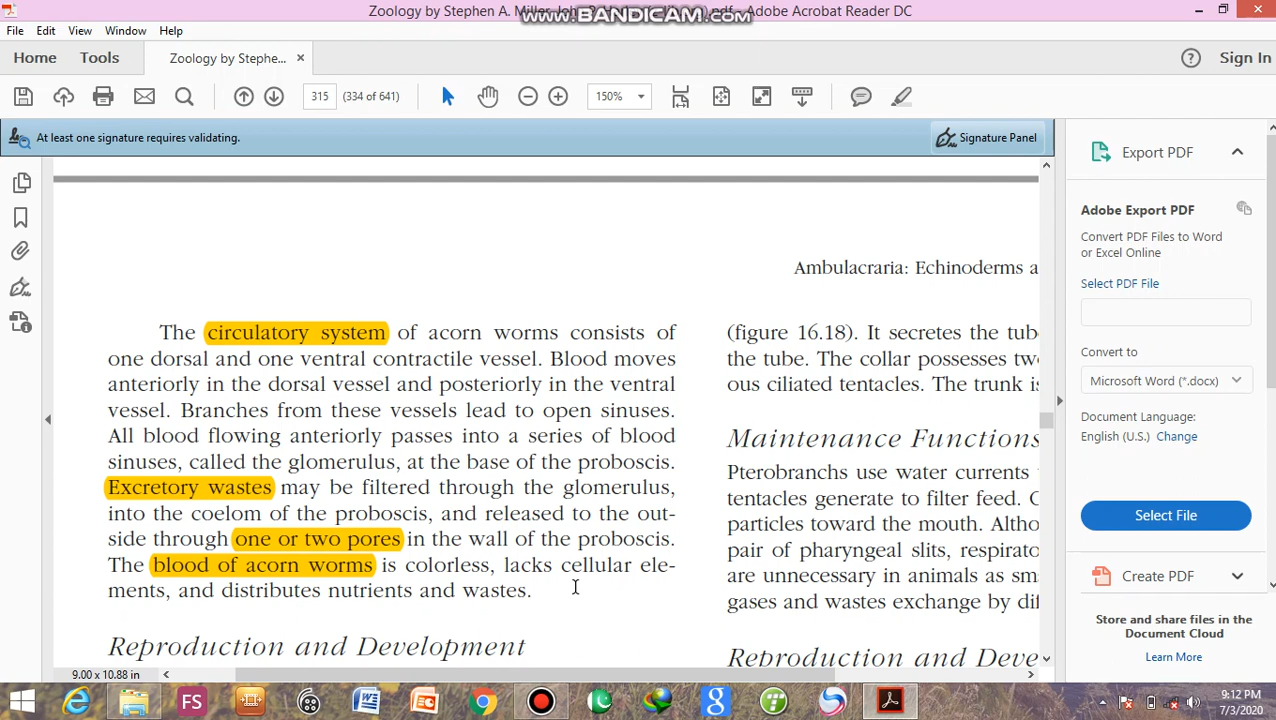 Zoology by Stephen A. Miller, John P. .pdf - Adobe Acrobat Reader DC
www.BANDICAM.com
File Edit View Window Help
Home Tools Zoology by Stephe... × Sign In
315 (334 of 641) 150%
At least one signature requires validating. Signature Panel
Ambulacraria: Echinoderms a
The circulatory system of acorn worms consists of
one dorsal and one ventral contractile vessel. Blood moves
anteriorly in the dorsal vessel and posteriorly in the ventral
vessel. Branches from these vessels lead to open sinuses.
All blood flowing anteriorly passes into a series of blood
sinuses, called the glomerulus, at the base of the proboscis.
Excretory wastes may be filtered through the glomerulus,
into the coelom of the proboscis, and released to the out-
side through one or two pores in the wall of the proboscis.
The blood of acorn worms is colorless, lacks cellular ele-
ments, and distributes nutrients and wastes.
Reproduction and Development
(figure 16.18). It secretes the tub
the tube. The collar possesses tw
ous ciliated tentacles. The trunk is
Maintenance Functions
Pterobranchs use water currents
tentacles generate to filter feed. C
particles toward the mouth. Altho
pair of pharyngeal slits, respirato
are unnecessary in animals as sm
gases and wastes exchange by dif
Reproduction and Deve
9.00 x 10.88 in
Export PDF
Adobe Export PDF
Convert PDF Files to Word
or Excel Online
Select PDF File
Convert to
Microsoft Word (*.docx)
Document Language:
English (U.S.) Change
Select File
Create PDF
Store and share files in the
Document Cloud
Learn More
FS
9:12 PM
7/3/2020